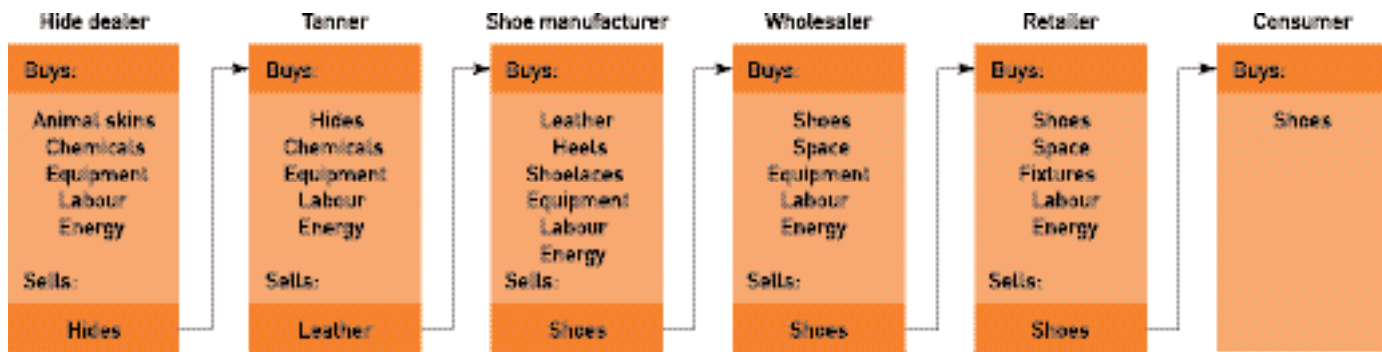 Hide dealer
Buys:
Animal skins
Chemicals
Equipment
Labour
Energy
Sells:
Hides
Tanner
Buys:
Hides
Chemicals
Equipment
Labour
Energy
Sells:
Leather
Shoe manufacturer
Buys:
Leather
Heels
Shoelaces
Equipment
Labour
Energy
Sells:
Shoes
Wholesaler
Buys:
Shoes
Space
Equipment
Labour
Energy
Sells:
Shoes
Retailer
Buys:
Shoes
Space
Fixtures
Labour
Energy
Sells:
Shoes
Consumer
Buys:
Shoes